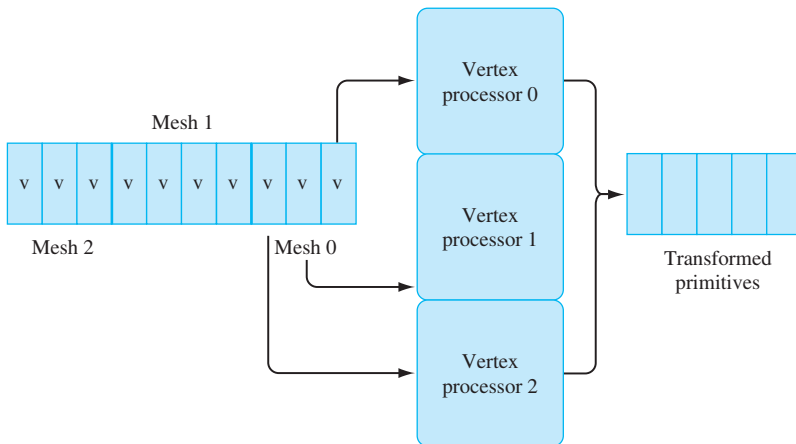 Vertex
processor 0
Mesh 1
v v v v v v v v v v
Vertex
processor 1
Mesh 2
Mesh 0
Transformed
primitives
Vertex
processor 2